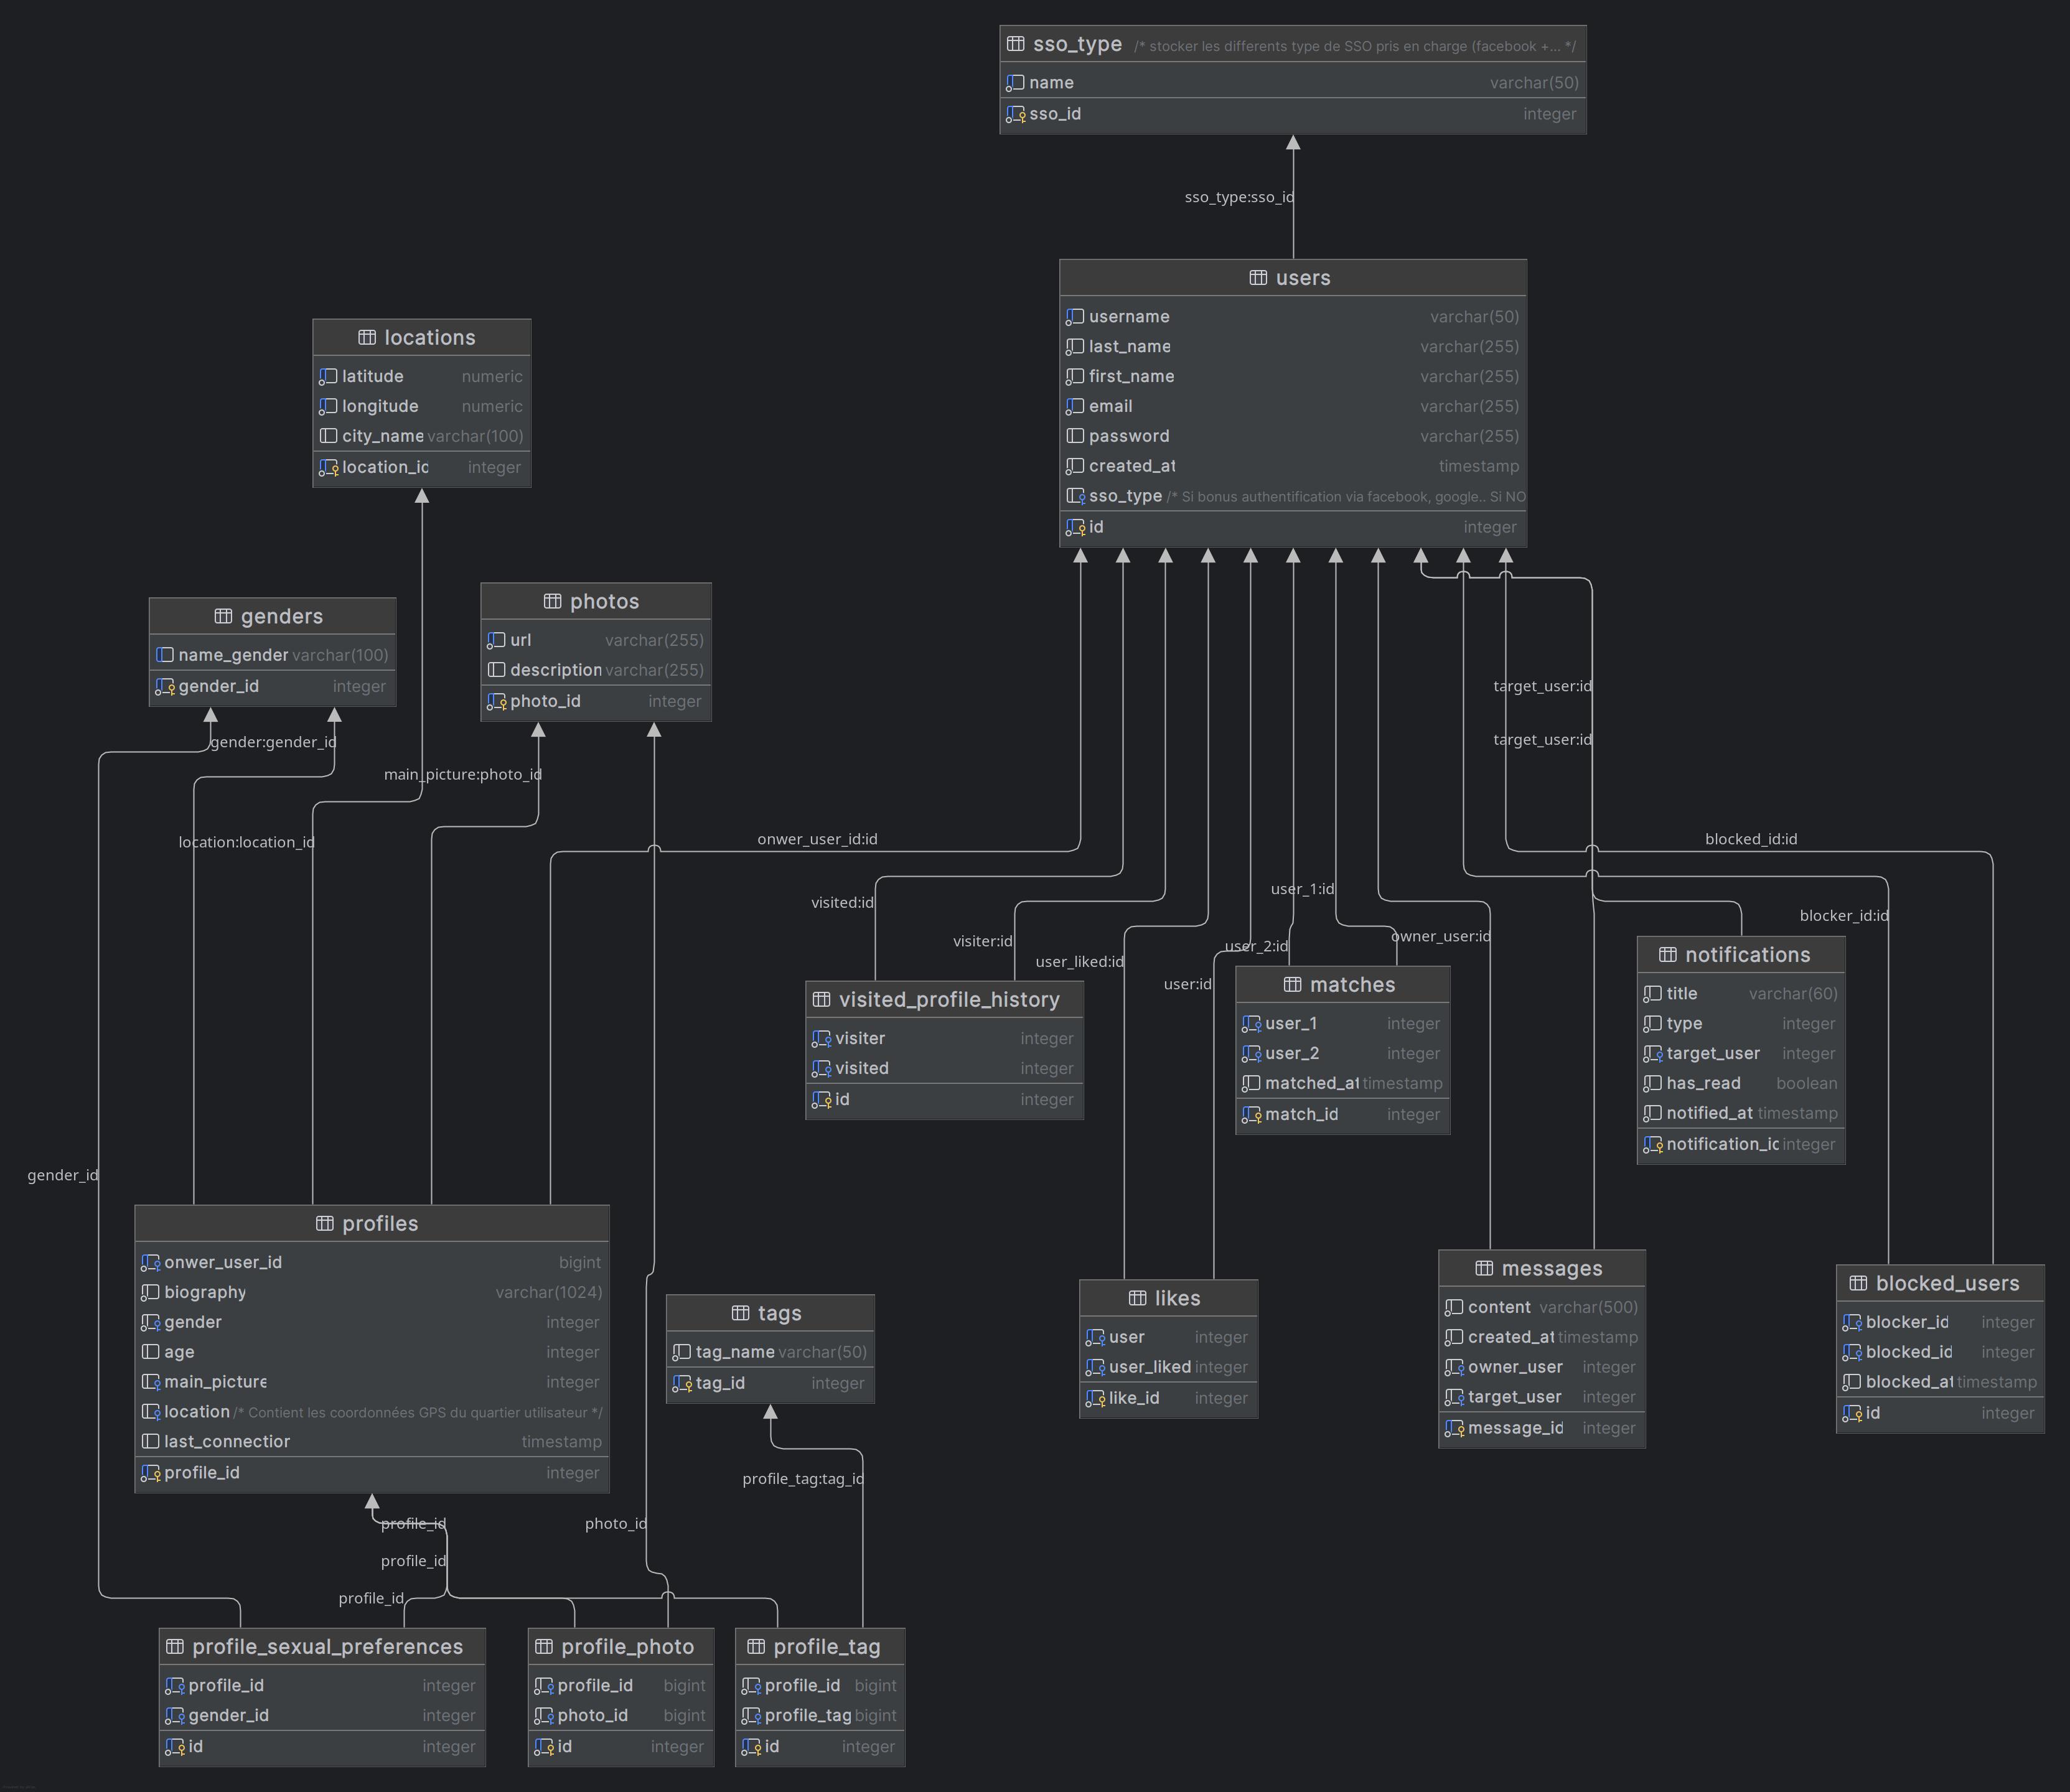 sso_type /* stocker les differents type de SSO pris en charge (facebook +... */
name varchar(50)
sso_id integer
sso_type:sso_id
users
username varchar(50)
last_name varchar(255)
first_name varchar(255)
email varchar(255)
password varchar(255)
created_at timestamp
sso_type /* Si bonus authentification via facebook, google.. Si NO
id integer
locations
latitude numeric
longitude numeric
city_name varchar(100)
location_id integer
genders
name_gender varchar(100)
gender_id integer
photos
url varchar(255)
description varchar(255)
photo_id integer
target_user:id
target_user:id
gender:gender_id
main_picture:photo_id
location:location_id
onwer_user_id:id
blocked_id:id
visited:id
user_1:id
blocker_id:id
visiter:id
user_2:id
owner_user:id
user_liked:id
user:id
visited_profile_history
visiter integer
visited integer
id integer
matches
user_1 integer
user_2 integer
matched_at timestamp
match_id integer
notifications
title varchar(60)
type integer
target_user integer
has_read boolean
notified_at timestamp
notification_id integer
gender_id
profiles
onwer_user_id bigint
biography varchar(1024)
gender integer
age integer
main_picture integer
location /* Contient les coordonnées GPS du quartier utilisateur */
last_connection timestamp
profile_id integer
tags
tag_name varchar(50)
tag_id integer
likes
user integer
user_liked integer
like_id integer
messages
content varchar(500)
created_at timestamp
owner_user integer
target_user integer
message_id integer
blocked_users
blocker_id integer
blocked_id integer
blocked_at timestamp
id integer
profile_tag:tag_id
profile_id
photo_id
profile_id
profile_id
profile_sexual_preferences
profile_id integer
gender_id integer
id integer
profile_photo
profile_id bigint
photo_id bigint
id integer
profile_tag
profile_id bigint
profile_tag bigint
id integer